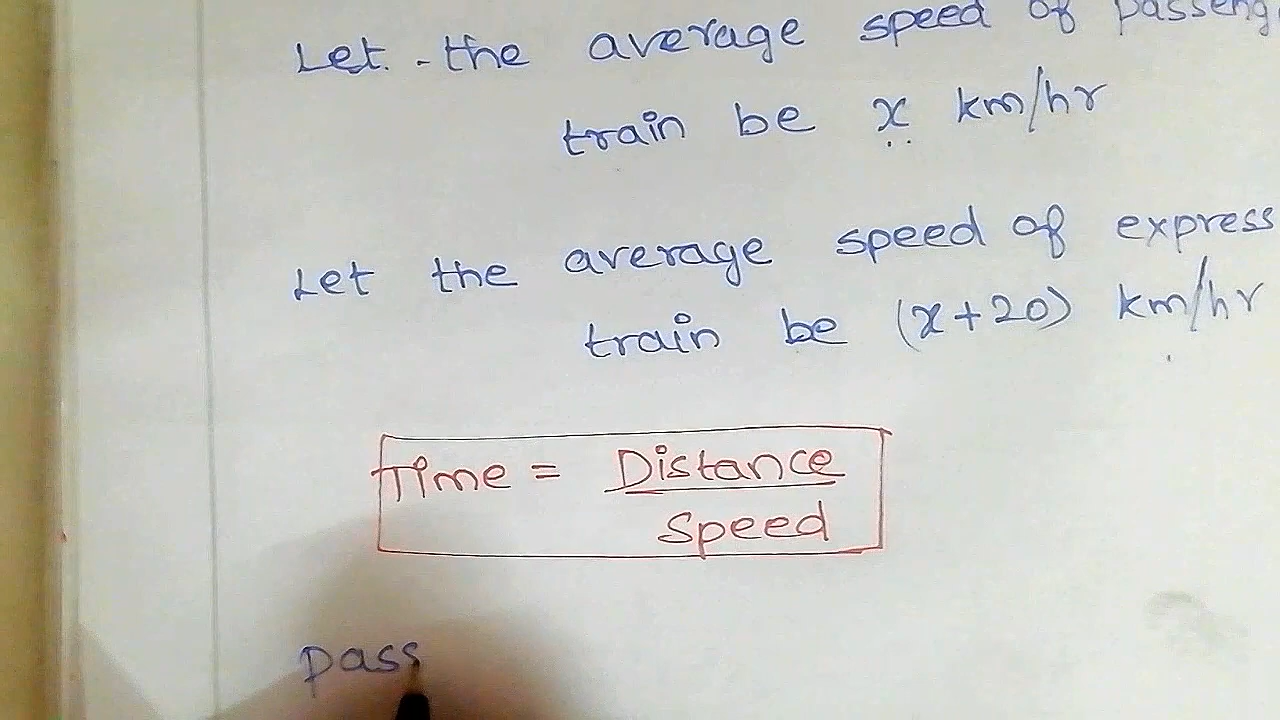 Let the average speed of passeng
train be x km/hr
Let the average speed of express
train be (x+20) km/hr
Time = Distance
Speed
pass